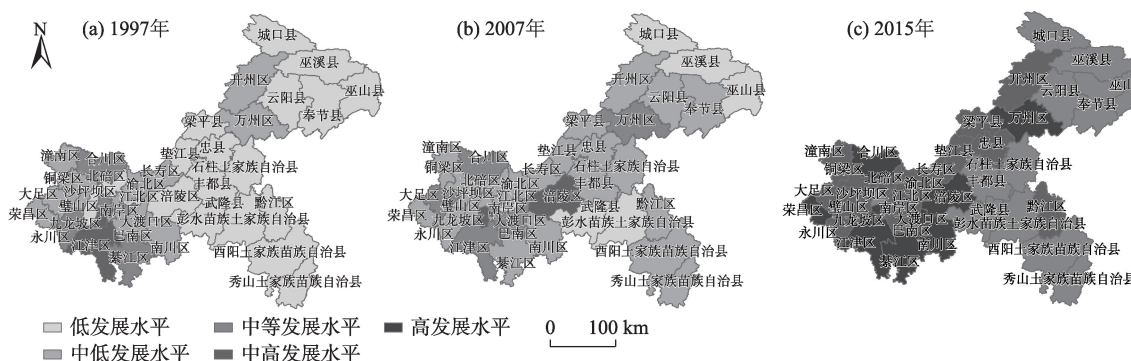 N
(a) 1997年
城口县
巫溪县
开州区
云阳县
巫山县
奉节县
万州区
梁平县
忠县
垫江县
石柱土家族自治县
潼南区
合川区
长寿区
铜梁区
北碚区
渝北区
丰都县
大足区
沙坪坝区
江北区
涪陵区
荣昌区
璧山区
南岸区
武隆县
黔江区
九龙坡区
大渡口区
彭水苗族土家族自治县
永川区
江津区
巴南区
南川区
綦江区
酉阳土家族苗族自治县
秀山土家族苗族自治县
(b) 2007年
城口县
巫溪县
开州区
云阳县
巫山县
奉节县
万州区
梁平县
忠县
垫江县
石柱土家族自治县
潼南区
合川区
长寿区
铜梁区
北碚区
渝北区
丰都县
大足区
沙坪坝区
江北区
涪陵区
荣昌区
璧山区
武隆县
黔江区
九龙坡区
大渡口区
彭水苗族土家族自治县
永川区
江津区
巴南区
南川区
綦江区
酉阳土家族苗族自治县
秀山土家族苗族自治县
(c) 2015年
城口县
巫溪县
开州区
云阳县
巫山
奉节县
万州区
梁平县
忠县
垫江县
石柱土家族自治县
潼南区
合川区
长寿区
铜梁区
北碚区
渝北区
丰都县
大足区
沙坪坝区
江北区
涪陵区
荣昌区
璧山区
武隆县
黔江区
九龙坡区
大渡口区
彭水苗族土家族自治县
永川区
江津区
巴南区
南川区
綦江区
酉阳土家族苗族自治县
秀山土家族苗族自治县
低发展水平
中等发展水平
高发展水平
中低发展水平
中高发展水平
0 100 km